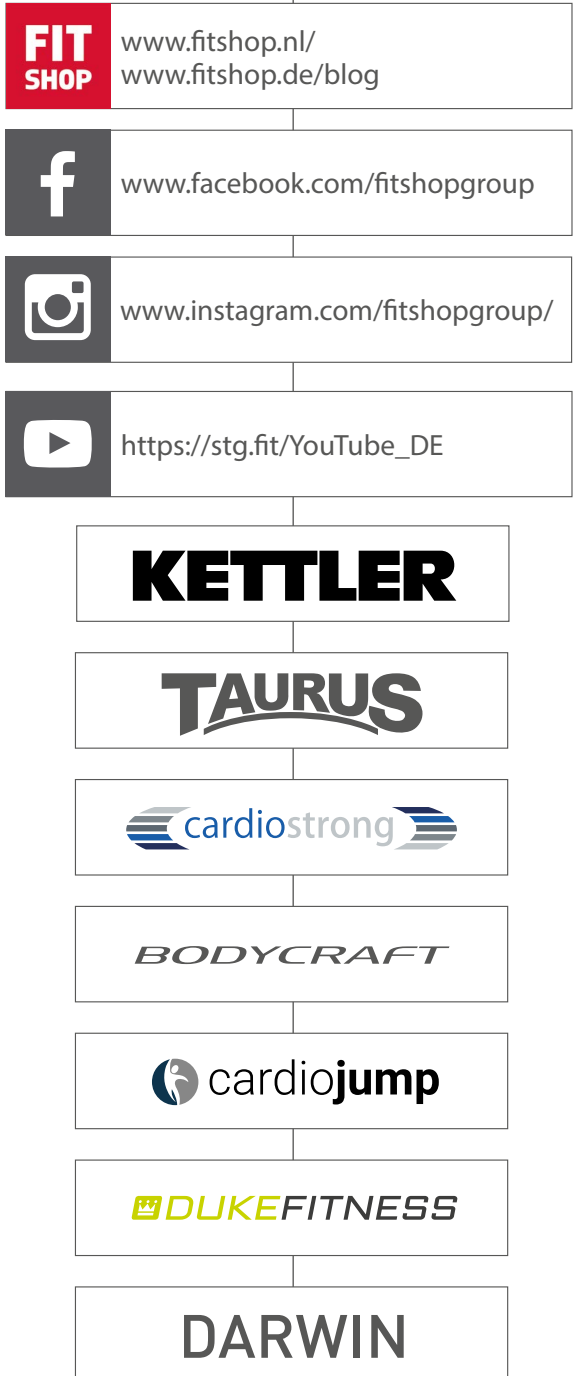 FIT
SHOP
www.fitshop.nl/
www.fitshop.de/blog
f
www.facebook.com/fitshopgroup
www.instagram.com/fitshopgroup/
https://stg.fit/YouTube_DE
KETTLER
TAURUS
cardiostrong
BODYCRAFT
cardiojump
DUKEFITNESS
DARWIN